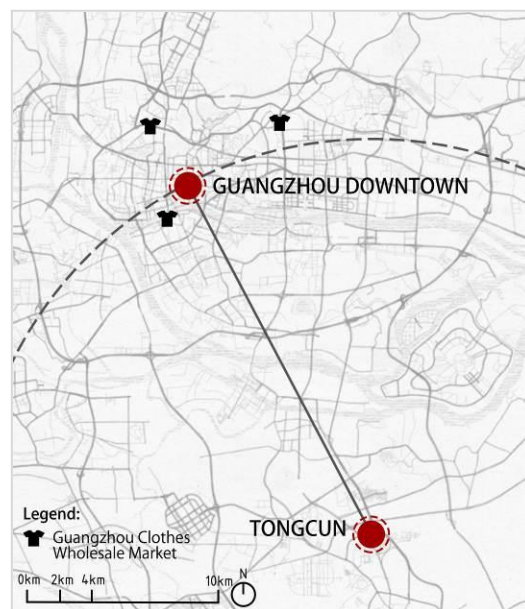 GUANGZHOU DOWNTOWN
TONGCUN
Legend:
Guangzhou Clothes
Wholesale Market
0km 2km 4km 10km
N